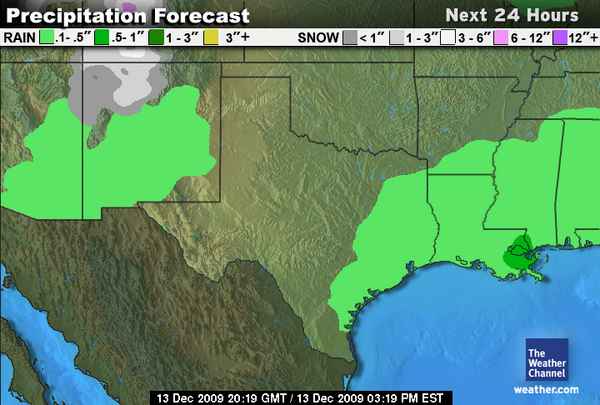 Precipitation Forecast Next 24 Hours
RAIN .1-.5" .5-1" 1-3" 3"+ SNOW < 1" 1-3" 3-6" 6-12" 12"+
The
Weather
Channel
weather.com
13 Dec 2009 20:19 GMT / 13 Dec 2009 03:19 PM EST